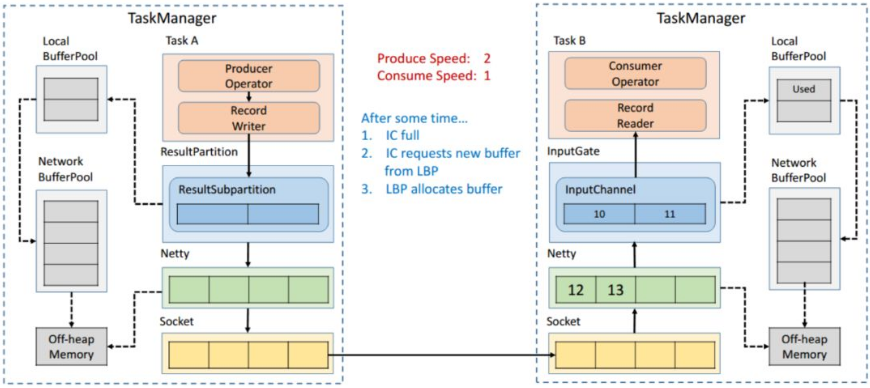 TaskManager
Local
BufferPool
Task A
Producer
Operator
Record
Writer
ResultPartition
Network
BufferPool
ResultSubpartition
Netty
Socket
Off-heap
Memory
Produce Speed: 2
Consume Speed: 1
After some time...
1. IC full
2. IC requests new buffer
from LBP
3. LBP allocates buffer
TaskManager
Task B
Local
BufferPool
Consumer
Operator
Used
Record
Reader
InputGate
Network
BufferPool
InputChannel
10 11
Netty
12 13
Socket
Off-heap
Memory